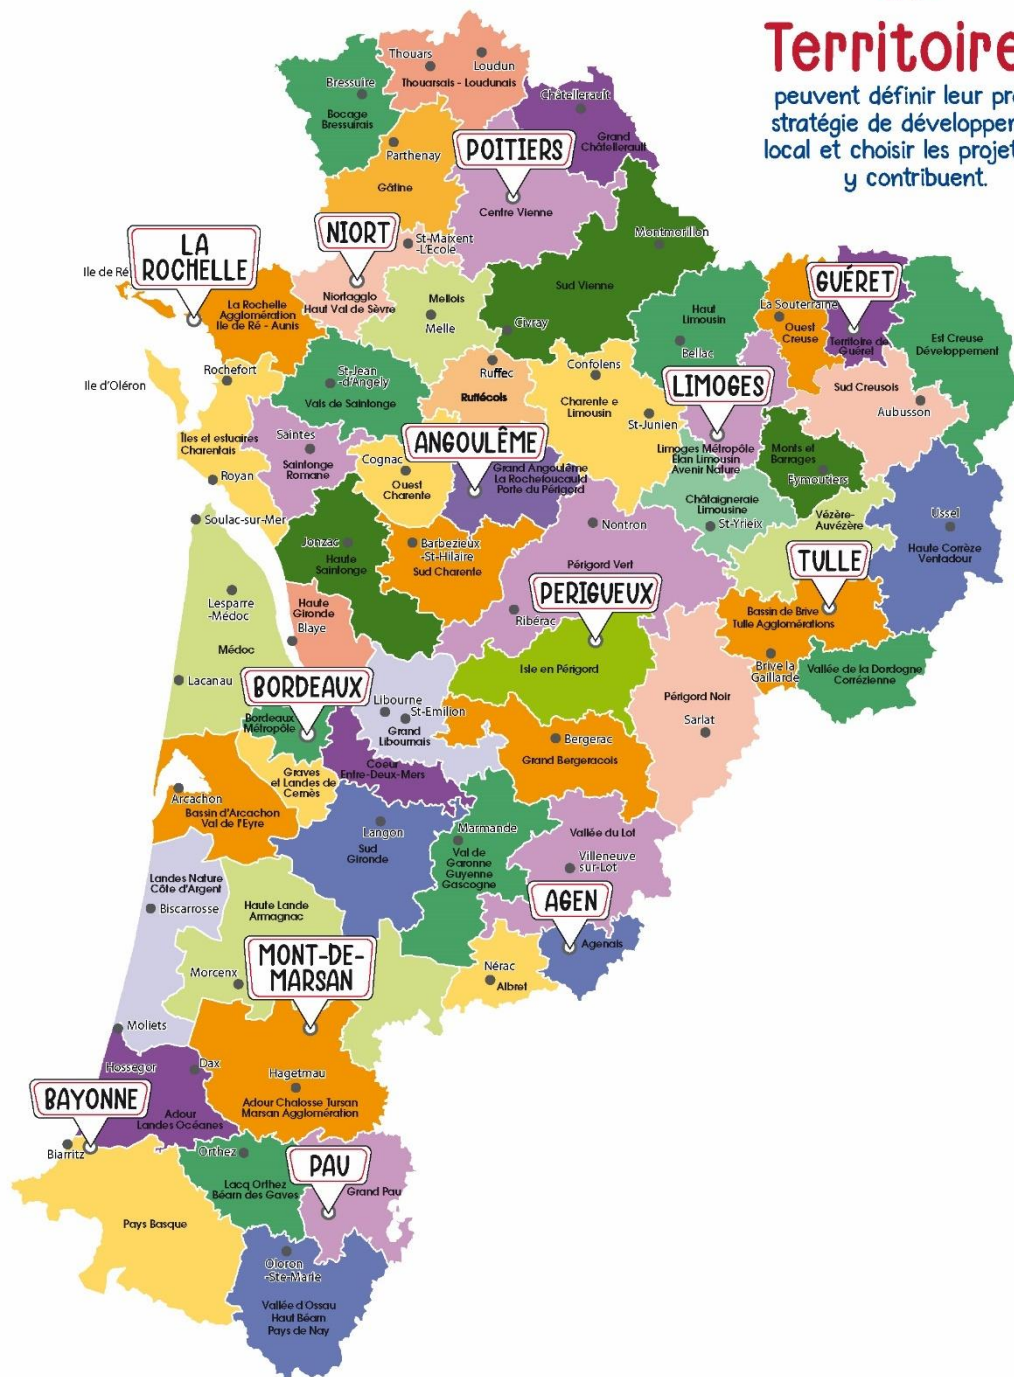 Territoire
peuvent définir leur pro
stratégie de développer
local et choisir les projet
y contribuent.
Thouars
Loudun
Thouarsais - Loudunais
Bressuire
Bocage
Bressuirais
Châtellerault
Grand
Châtellerault
Parthenay
Gâtine
POITIERS
Centre Vienne
NIORT
St-Maixent
-L'Ecole
Niortagglo
Haut Val de Sèvre
Montmorillon
Sud Vienne
LA
ROCHELLE
Ile de Ré
La Rochelle
Agglomération
Ile de Ré - Aunis
Mellois
Melle
Civray
Haut
Limousin
Bellac
La Souterraine
Ouest
Creuse
GUÉRET
Territoire de
Guéret
Est Creuse
Développement
Ile d'Oléron
Rochefort
St-Jean
-d'Angely
Vals de Saintonge
Ruffec
Ruffécois
Confolens
Charente e
Limousin
St-Junien
LIMOGES
Limoges Métropole
Élan Limousin
Avenir Nature
Sud Creusois
Aubusson
Îles et estuaires
Charentais
Royan
Saintes
Saintonge
Romane
Cognac
Ouest
Charente
ANGOULÊME
Grand Angoulême
La Rochefoucauld
Porte du Périgord
Monts et
Barrages
Eymoutiers
Châtaigneraie
Limousine
St-Yrieix
Vézère-
Auvézère
Ussel
Haute Corrèze
Ventadour
Soulac-sur-Mer
Jonzac
Haute
Saintonge
Barbezieux
-St-Hilaire
Sud Charente
Nontron
Périgord Vert
Ribérac
PERIGUEUX
Isle en Périgord
TULLE
Bassin de Brive
Tulle Agglomérations
Brive la
Gaillarde
Vallée de la Dordogne
Corrézienne
Lesparre
-Médoc
Médoc
Lacanau
Haute
Gironde
Blaye
BORDEAUX
Bordeaux
Métropole
Libourne
St-Emilion
Grand
Libournais
Périgord Noir
Sarlat
Bergerac
Grand Bergeracois
Coeur
Entre-Deux-Mers
Graves
et Landes de
Cernès
Arcachon
Bassin d'Arcachon
Val de l'Eyre
Langon
Sud
Gironde
Marmande
Val de
Garonne
Guyenne
Gascogne
Vallée du Lot
Villeneuve
sur-Lot
Landes Nature
Côte d'Argent
Biscarrosse
Haute Lande
Armagnac
AGEN
Agenais
Nérac
Albret
Morcenx
MONT-DE-
MARSAN
Moliets
Hossegor
Dax
Adour
Landes Océanes
Hagetmau
Adour Chalosse Tursan
Marsan Agglomération
BAYONNE
Biarritz
Pays Basque
Orthez
Lacq Orthez
Béarn des Gaves
PAU
Grand Pau
Oloron
-Ste-Marie
Vallée d'Ossau
Haut Béarn
Pays de Nay